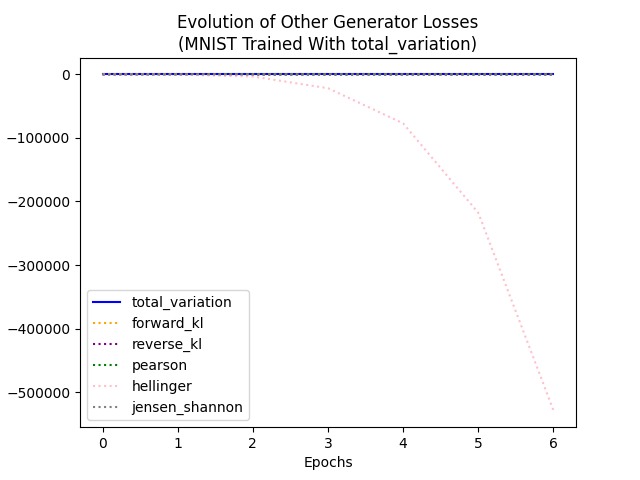 Evolution of Other Generator Losses
(MNIST Trained With total_variation)
0
−100000
−200000
−300000
−400000
−500000
total_variation
forward_kl
reverse_kl
pearson
hellinger
jensen_shannon
0 1 2 3 4 5 6
Epochs